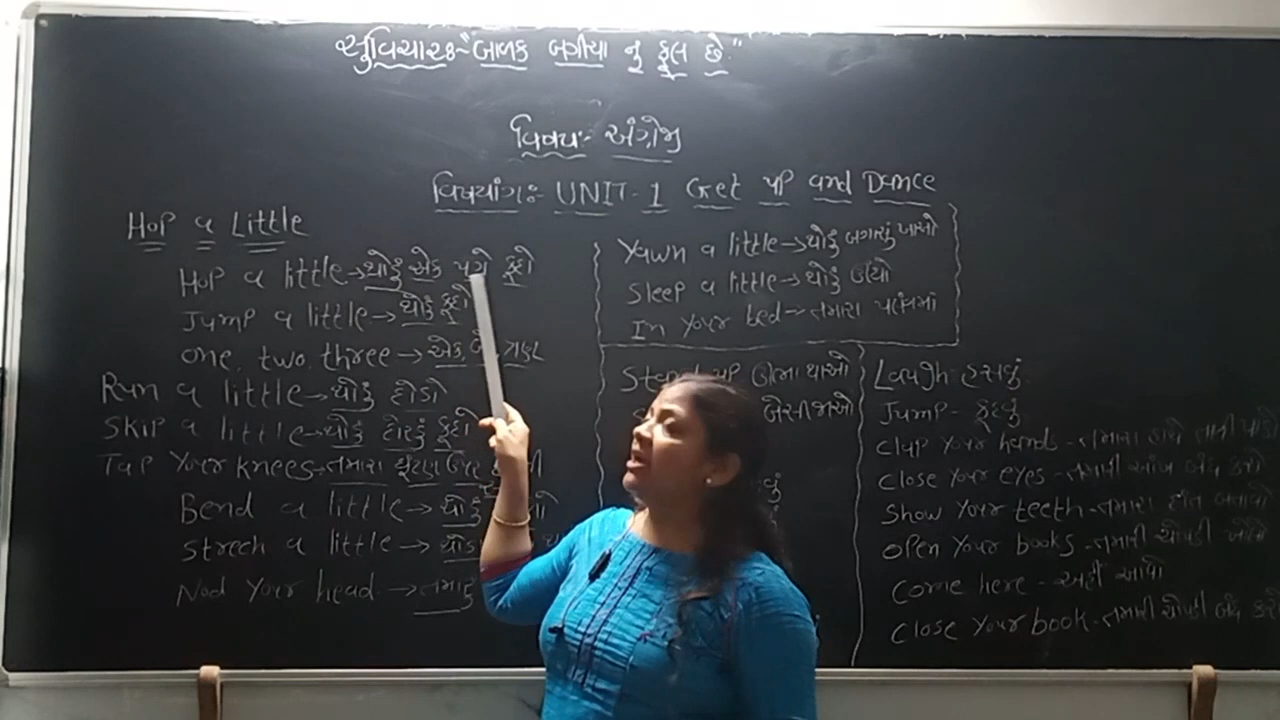 સુવિચાર:- "બાળક બગીચા નુ ફૂલ છે"
વિષય:- અંગ્રેજી
વિષયાંગ:- UNIT-1 Get up and Dance
Hop a Little
Hop a little → થોડું એક પગે કૂદો
Jump a little → થોડું કૂદો
one, two, three → એક,
Run a little → થોડું દોડો
Skip a little → થોડું દોરડું કૂદો
Tap Your knees → તમારા ઘૂંટણ ઉપર
Bend a little → થોડું
Strech a little →
Nod Your head → તમારું
Yawn a little → થોડું બગાસું ખાઓ
Sleep a little → થોડું ઊંઘો
In Your bed → તમારા પલંગમાં
Stand up ઊભા થાઓ
બેસી જાઓ
Laugh - હસવું
Jump - કૂદવું
Clap Your hands - તમારા હાથે તાળી પાડો
Close Your eyes - તમારી આંખ બંધ કરો
Show Your teeth - તમારા દાંત બતાવો
Open Your books - તમારી ચોપડી ખોલો
Come here - અહીં આવો
Close Your book - તમારી ચોપડી બંધ કરો